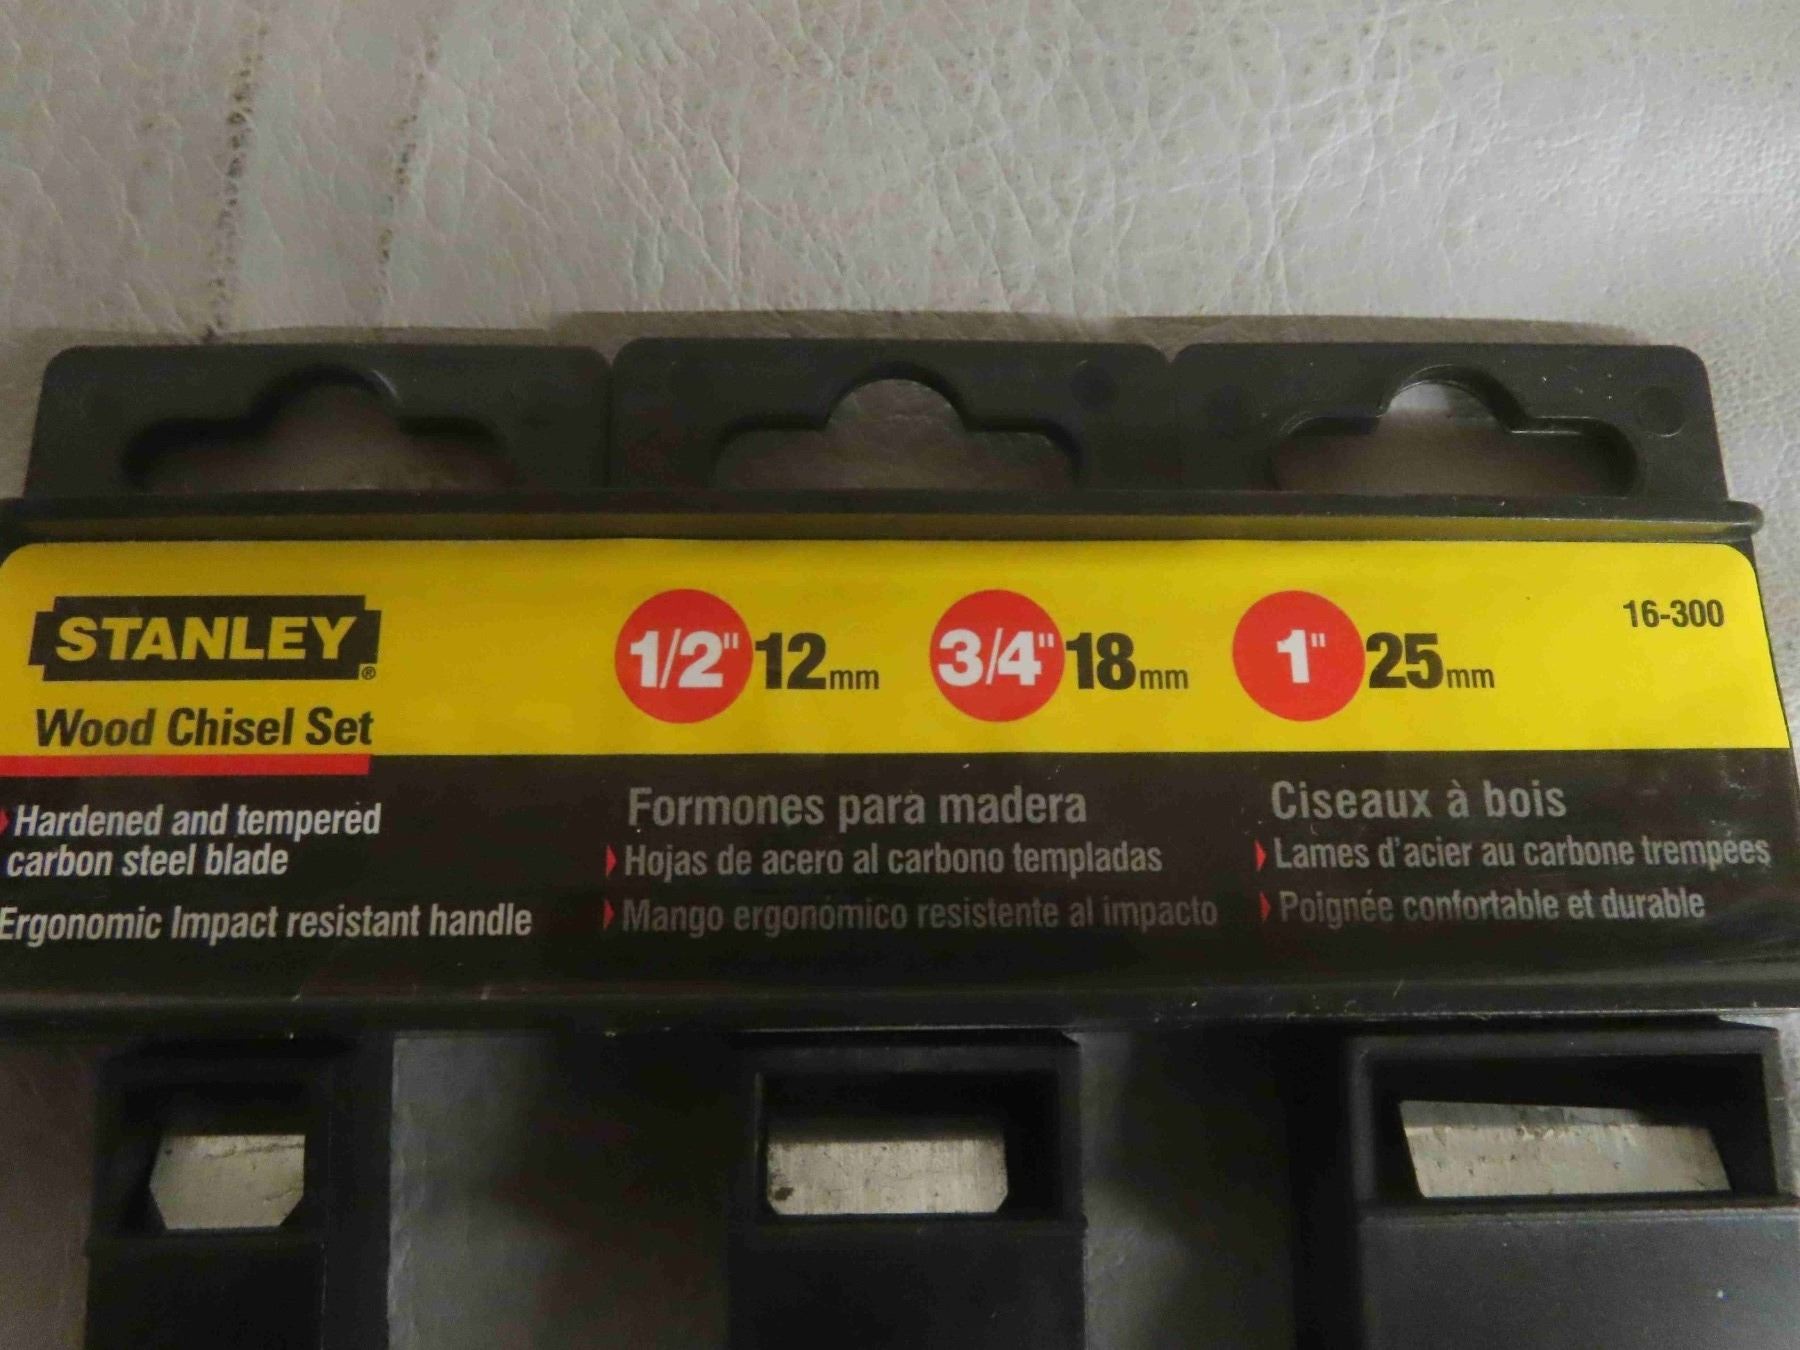 STANLEY®
Wood Chisel Set
1/2" 12mm 3/4" 18mm 1" 25mm
16-300
Hardened and tempered
carbon steel blade
Ergonomic Impact resistant handle
Formones para madera
Hojas de acero al carbono templadas
Mango ergonómico resistente al impacto
Ciseaux à bois
Lames d'acier au carbone trempées
Poignée confortable et durable